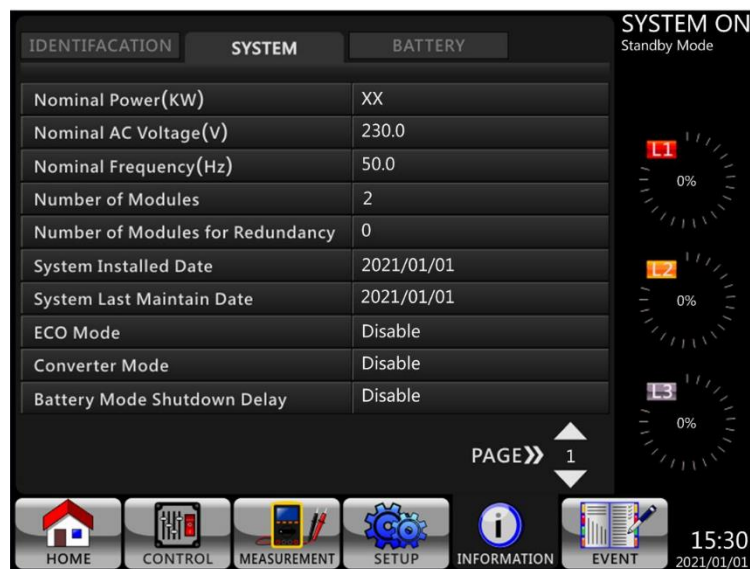 IDENTIFACATION SYSTEM BATTERY
SYSTEM ON
Standby Mode
Nominal Power(KW) XX
Nominal AC Voltage(V) 230.0
Nominal Frequency(Hz) 50.0
Number of Modules 2
Number of Modules for Redundancy 0
System Installed Date 2021/01/01
System Last Maintain Date 2021/01/01
ECO Mode Disable
Converter Mode Disable
Battery Mode Shutdown Delay Disable
PAGE 1
L1
0%
L2
0%
L3
0%
HOME CONTROL MEASUREMENT SETUP INFORMATION EVENT
15:30
2021/01/01